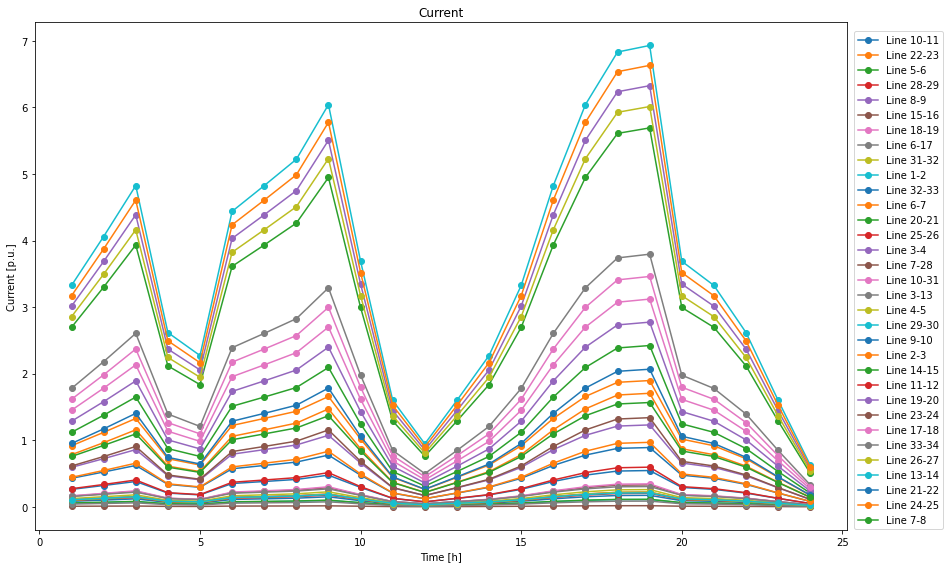 Current
7
6
5
4
3
2
1
0
Current [p.u.]
0
5
10
15
20
25
Time [h]
Line 10-11
Line 22-23
Line 5-6
Line 28-29
Line 8-9
Line 15-16
Line 18-19
Line 6-17
Line 31-32
Line 1-2
Line 32-33
Line 6-7
Line 20-21
Line 25-26
Line 3-4
Line 7-28
Line 10-31
Line 3-13
Line 4-5
Line 29-30
Line 9-10
Line 2-3
Line 14-15
Line 11-12
Line 19-20
Line 23-24
Line 17-18
Line 33-34
Line 26-27
Line 13-14
Line 21-22
Line 24-25
Line 7-8